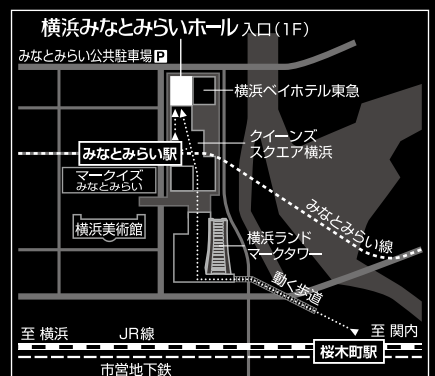 横浜みなとみらいホール 入口（1F）
みなとみらい公共駐車場 P
横浜ベイホテル東急
クイーンズ
スクエア横浜
みなとみらい駅
マークイズ
みなとみらい
みなとみらい線
横浜美術館
横浜ランド
マークタワー
動く歩道
至 横浜
JR線
至 関内
桜木町駅
市営地下鉄